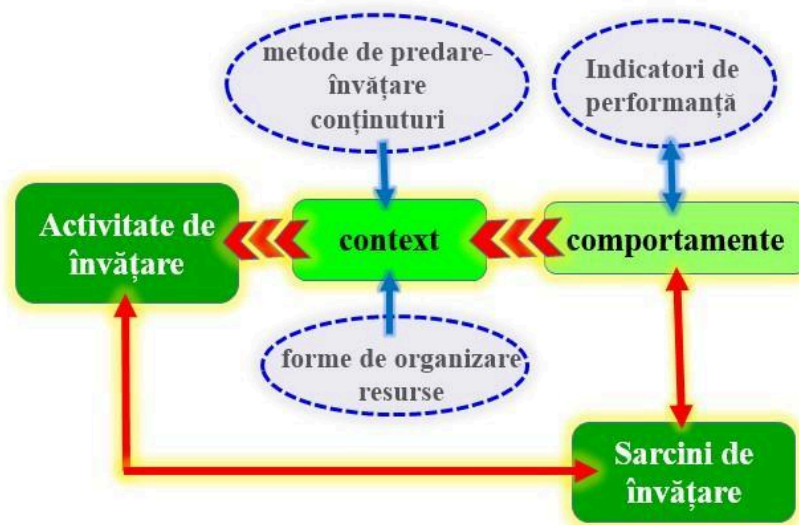 metode de predare-
învățare
conținuturi
Indicatori de
performanță
Activitate de
învățare
context
comportamente
forme de organizare
resurse
Sarcini de
învățare